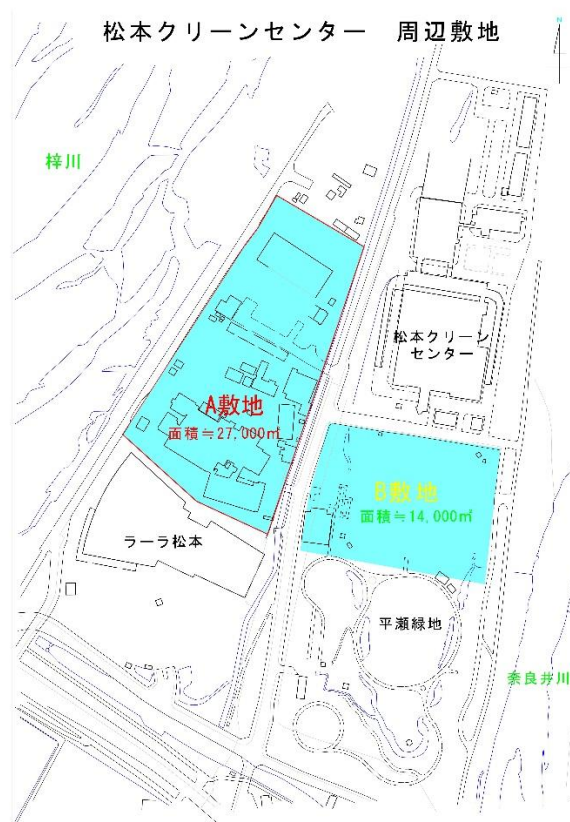 松本クリーンセンター　周辺敷地
N
梓川
松本クリーン
センター
A敷地
面積≒27,000㎡
B敷地
面積≒14,000㎡
ラーラ松本
平瀬緑地
奈良井川